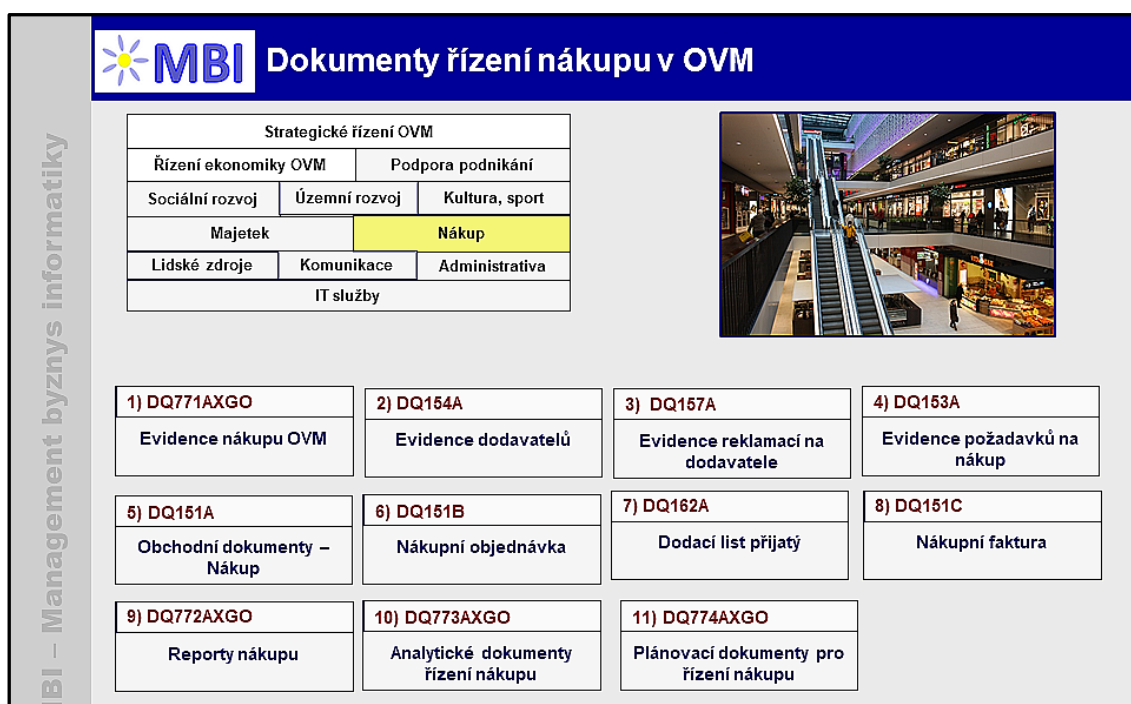 MBI
Dokumenty řízení nákupu v OVM
MBI – Management byznys informatiky
Strategické řízení OVM
Řízení ekonomiky OVM
Podpora podnikání
Sociální rozvoj
Územní rozvoj
Kultura, sport
Majetek
Nákup
Lidské zdroje
Komunikace
Administrativa
IT služby
1) DQ771AXGO
Evidence nákupu OVM
2) DQ154A
Evidence dodavatelů
3) DQ157A
Evidence reklamací na
dodavatele
4) DQ153A
Evidence požadavků na
nákup
5) DQ151A
Obchodní dokumenty –
Nákup
6) DQ151B
Nákupní objednávka
7) DQ162A
Dodací list přijatý
8) DQ151C
Nákupní faktura
9) DQ772AXGO
Reporty nákupu
10) DQ773AXGO
Analytické dokumenty
řízení nákupu
11) DQ774AXGO
Plánovací dokumenty pro
řízení nákupu